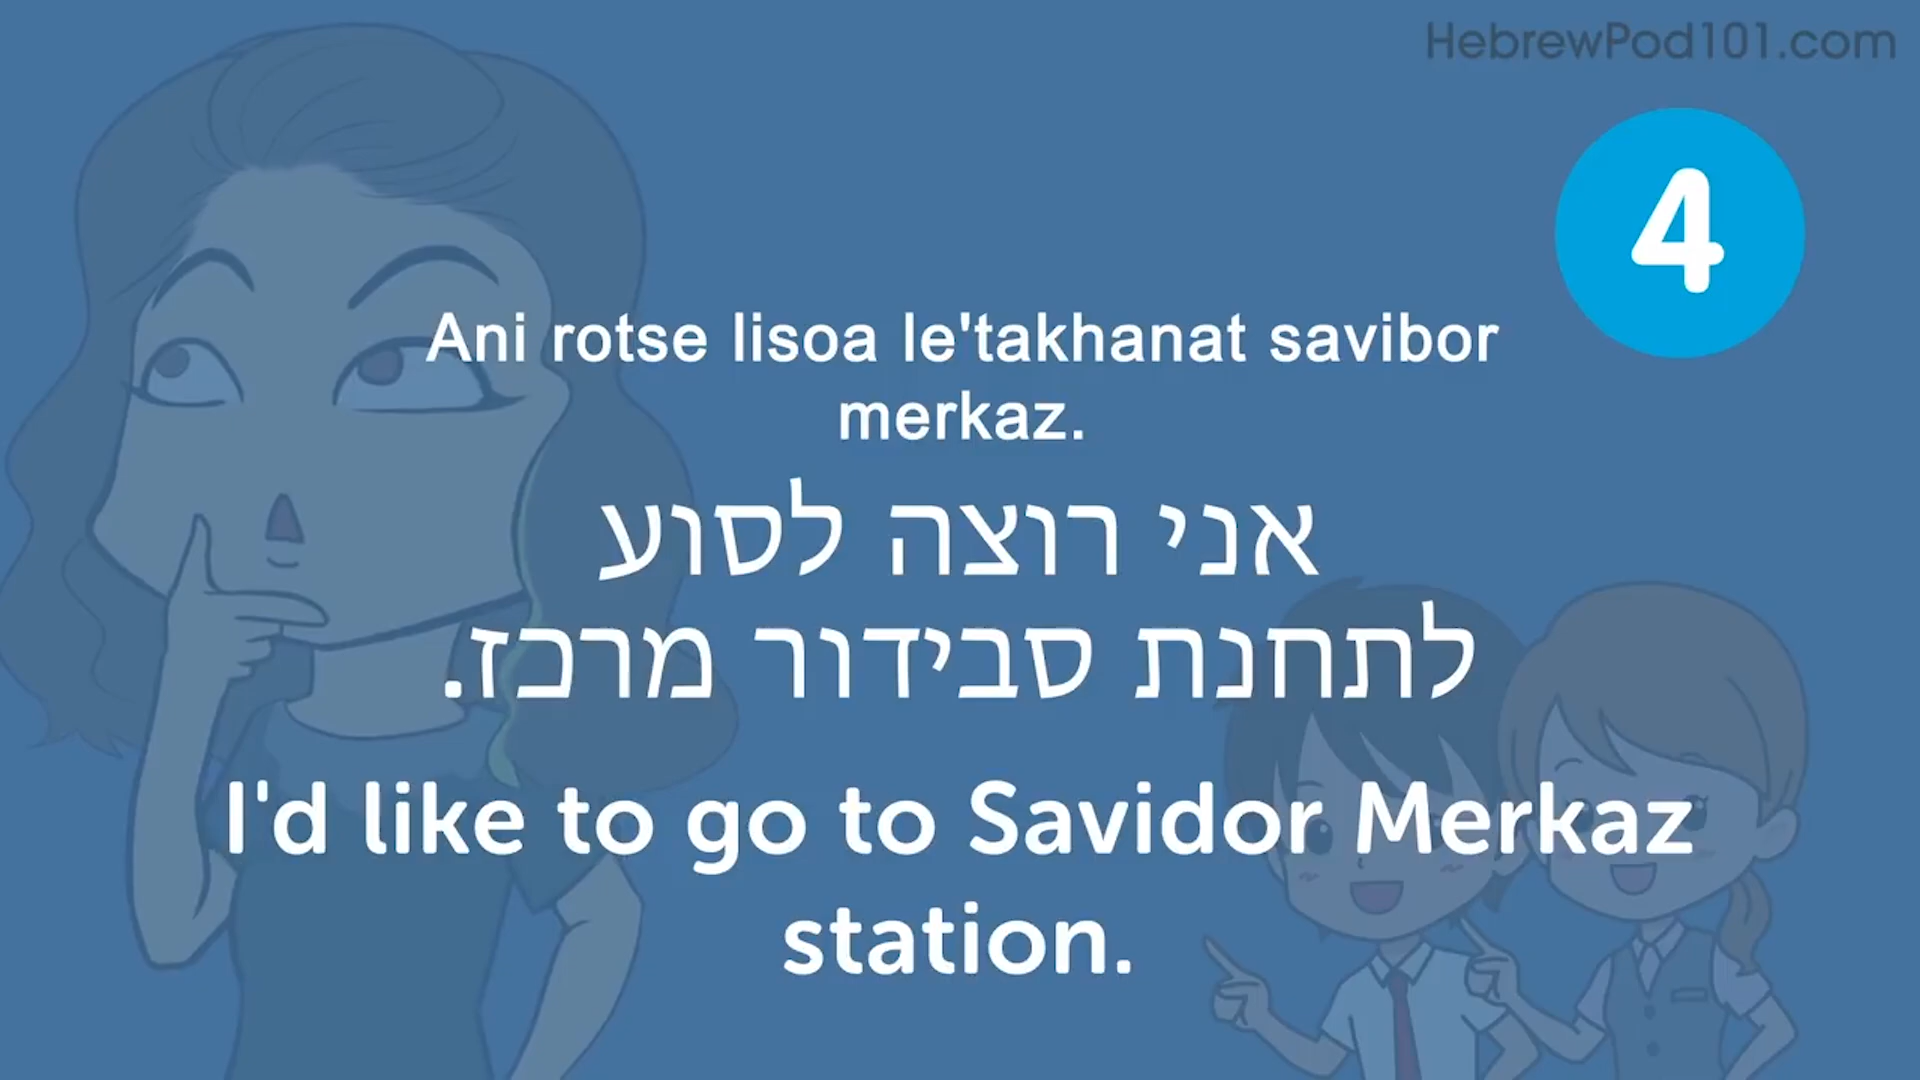 HebrewPod101.com
4
Ani rotse lisoa le'takhanat savibor
merkaz.
אני רוצה לסוע
לתחנת סבידור מרכז.
I'd like to go to Savidor Merkaz
station.